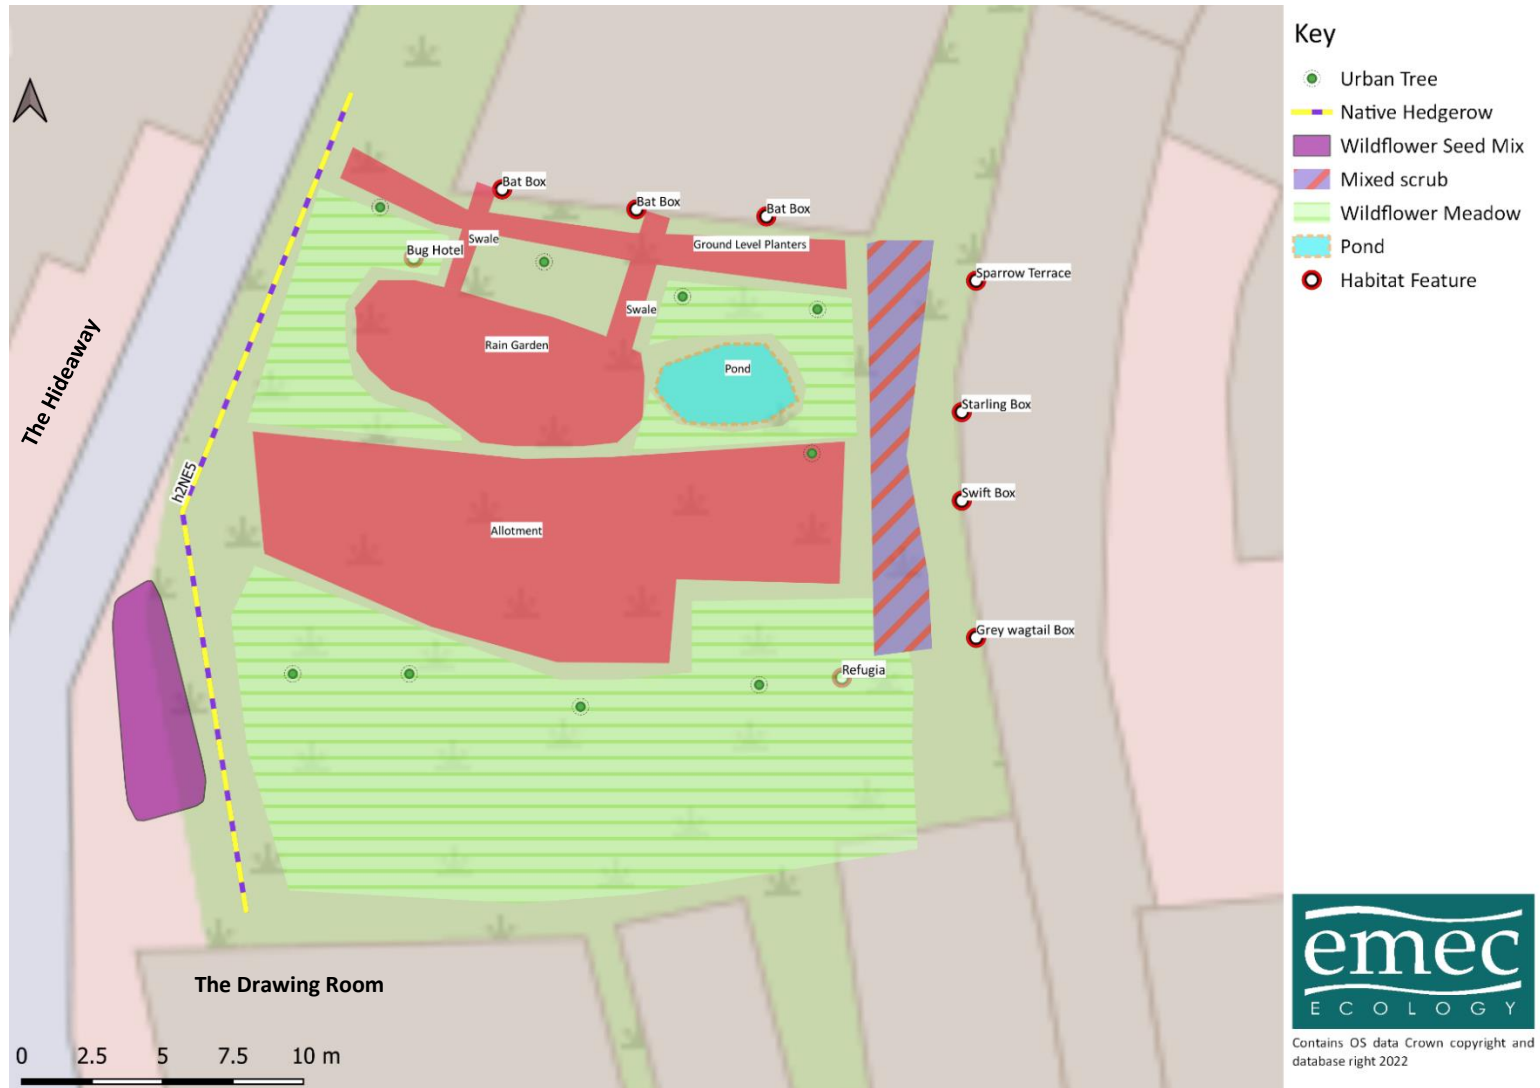 Key
Urban Tree
Native Hedgerow
Wildflower Seed Mix
Mixed scrub
Wildflower Meadow
Pond
Habitat Feature
Bat Box
Bat Box
Bat Box
Swale
Ground Level Planters
Bug Hotel
Sparrow Terrace
Swale
Rain Garden
Pond
The Hideaway
Starling Box
h2NE5
Swift Box
Allotment
Grey wagtail Box
Refugia
The Drawing Room
0 2.5 5 7.5 10 m
emec
ECOLOGY
Contains OS data Crown copyright and
database right 2022